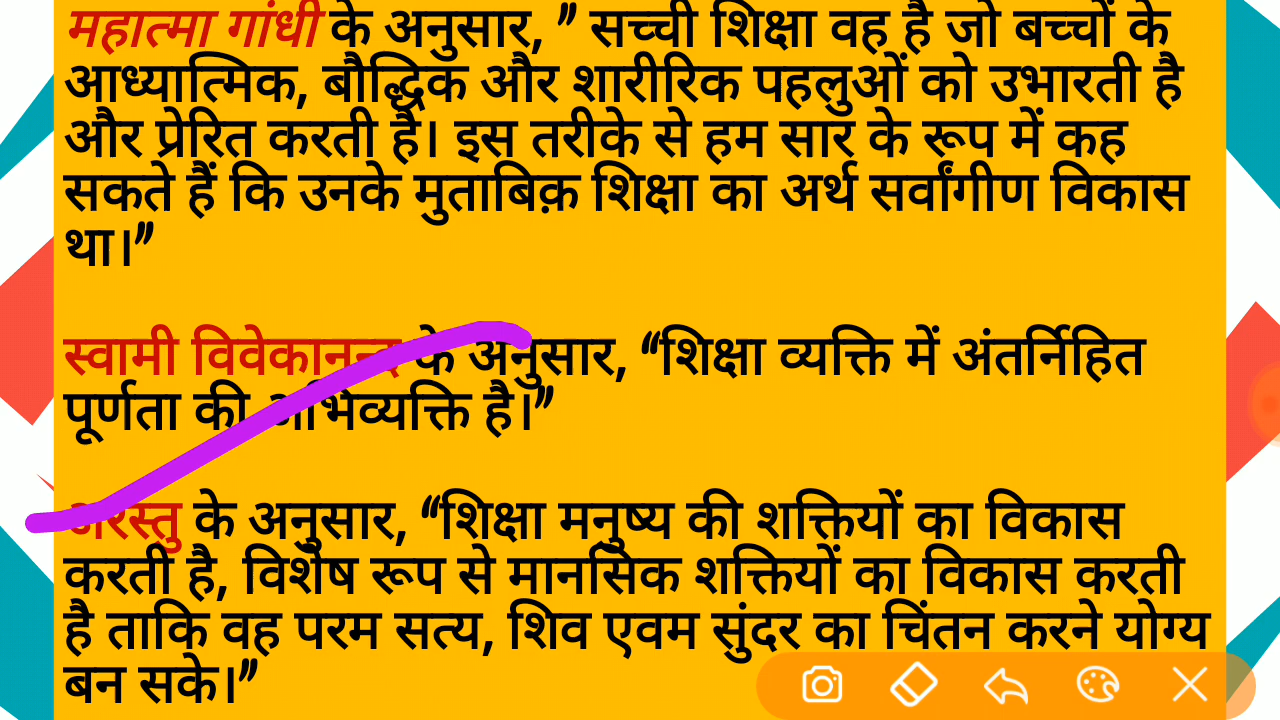 महात्मा गांधी के अनुसार, ” सच्ची शिक्षा वह है जो बच्चों के
आध्यात्मिक, बौद्धिक और शारीरिक पहलुओं को उभारती है
और प्रेरित करती है। इस तरीके से हम सार के रूप में कह
सकते हैं कि उनके मुताबिक़ शिक्षा का अर्थ सर्वांगीण विकास
था।”
स्वामी विवेकानन्द के अनुसार, “शिक्षा व्यक्ति में अंतर्निहित
पूर्णता की अभिव्यक्ति है।”
अरस्तु के अनुसार, “शिक्षा मनुष्य की शक्तियों का विकास
करती है, विशेष रूप से मानसिक शक्तियों का विकास करती
है ताकि वह परम सत्य, शिव एवम सुंदर का चिंतन करने योग्य
बन सके।”